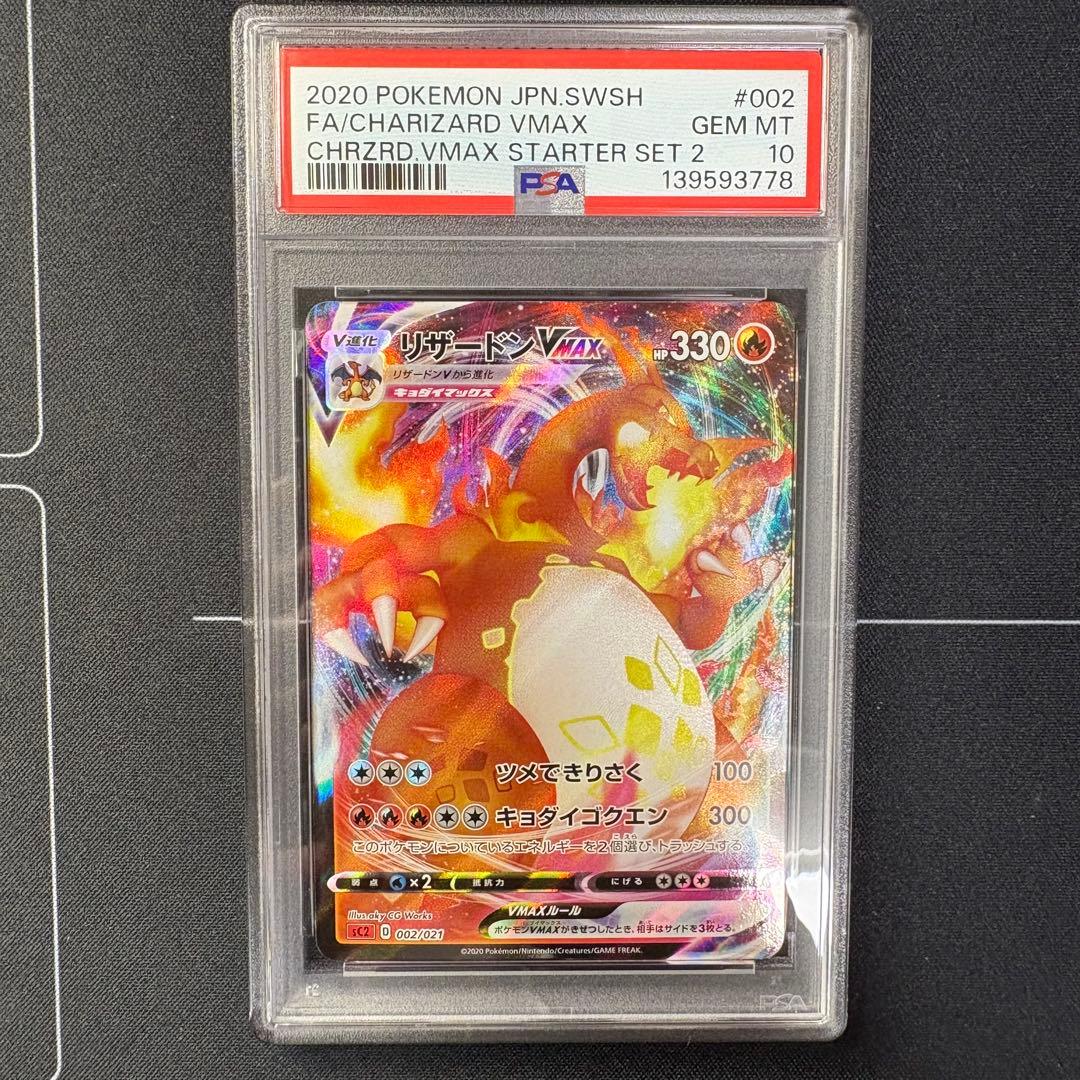 2020 POKEMON JPN.SWSH #002
FA/CHARIZARD VMAX GEM MT
CHRZRD.VMAX STARTER SET 2 10
PSA 139593778
V進化 リザードンVMAX HP330
リザードンVから進化
キョダイマックス
ツメできりさく 100
キョダイゴクエン 300
このポケモンについているエネルギーを2個選び、トラッシュする。
弱点 ×2 抵抗力 にげる
Illus.aky CG Works
VMAXルール
sC2 D 002/021
ポケモンVMAXがきぜつしたとき、相手はサイドを3枚とる。
©2020 Pokémon/Nintendo/Creatures/GAME FREAK.
PSA